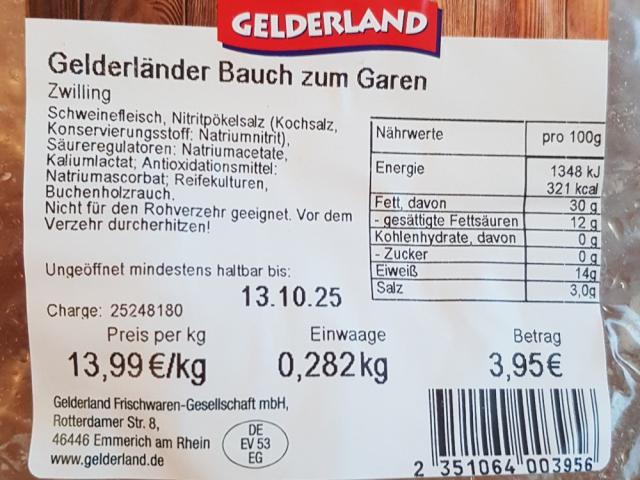 GELDERLAND
Gelderländer Bauch zum Garen
Zwilling
Schweinefleisch, Nitritpökelsalz (Kochsalz,
Konservierungsstoff: Natriumnitrit),
Säureregulatoren: Natriumacetate,
Kaliumlactat; Antioxidationsmittel:
Natriumascorbat; Reifekulturen,
Buchenholzrauch.
Nicht für den Rohverzehr geeignet. Vor dem
Verzehr durcherhitzen!
Nährwerte pro 100g
Energie 1348 kJ
321 kcal
Fett, davon 30 g
- gesättigte Fettsäuren 12 g
Kohlenhydrate, davon 0 g
- Zucker 0 g
Eiweiß 14g
Salz 3,0g
Ungeöffnet mindestens haltbar bis:
13.10.25
Charge: 25248180
Preis per kg Einwaage Betrag
13,99 €/kg 0,282 kg 3,95€
Gelderland Frischwaren-Gesellschaft mbH,
Rotterdamer Str. 8,
46446 Emmerich am Rhein
www.gelderland.de
DE
EV 53
EG
2 351064 003956